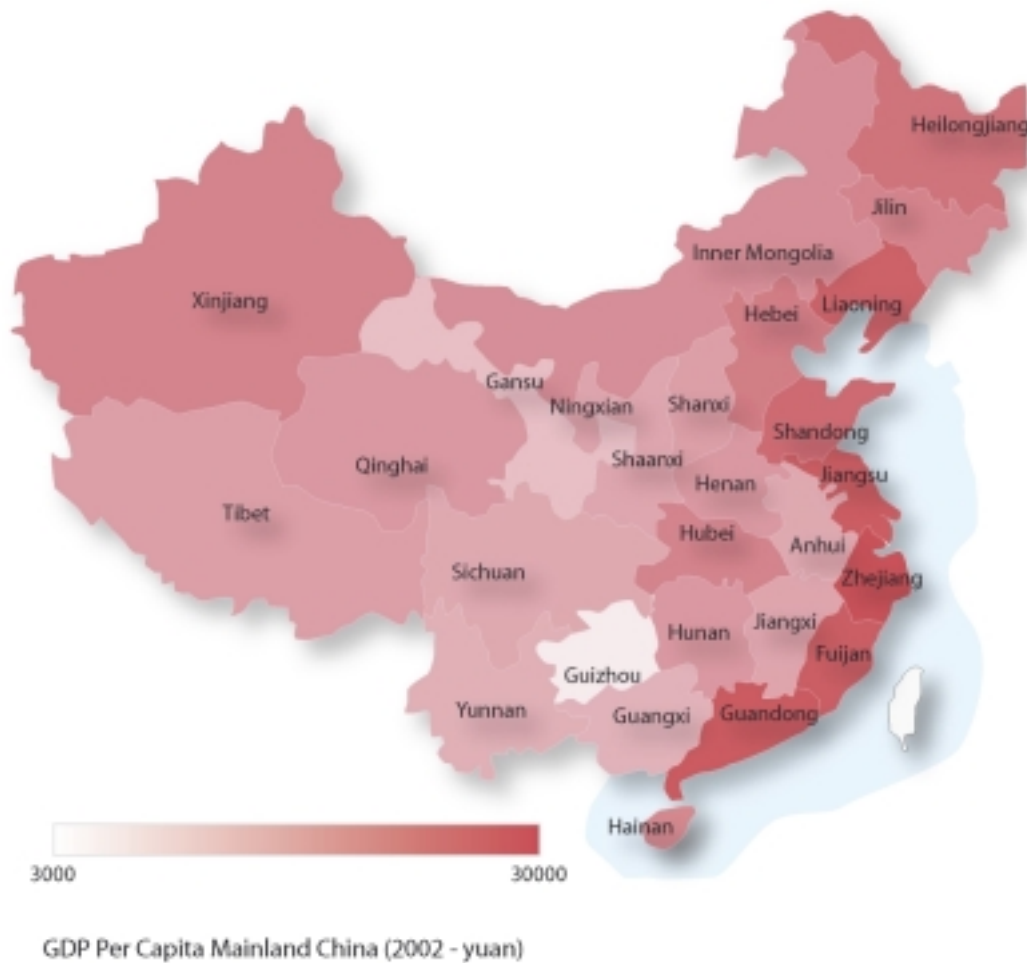 Heilongjiang
Jilin
Inner Mongolia
Xinjiang
Hebei
Liaoning
Gansu
Ningxian
Shanxi
Shandong
Qinghai
Shaanxi
Jiangsu
Henan
Tibet
Hubei
Anhui
Sichuan
Zhejiang
Hunan
Jiangxi
Fuijan
Guizhou
Yunnan
Guangxi
Guandong
Hainan
3000
30000
GDP Per Capita Mainland China (2002 - yuan)